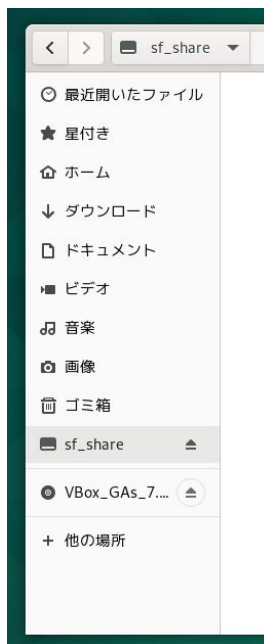 sf_share
最近開いたファイル
星付き
ホーム
ダウンロード
ドキュメント
ビデオ
音楽
画像
ゴミ箱
sf_share
VBox_GAs_7....
他の場所